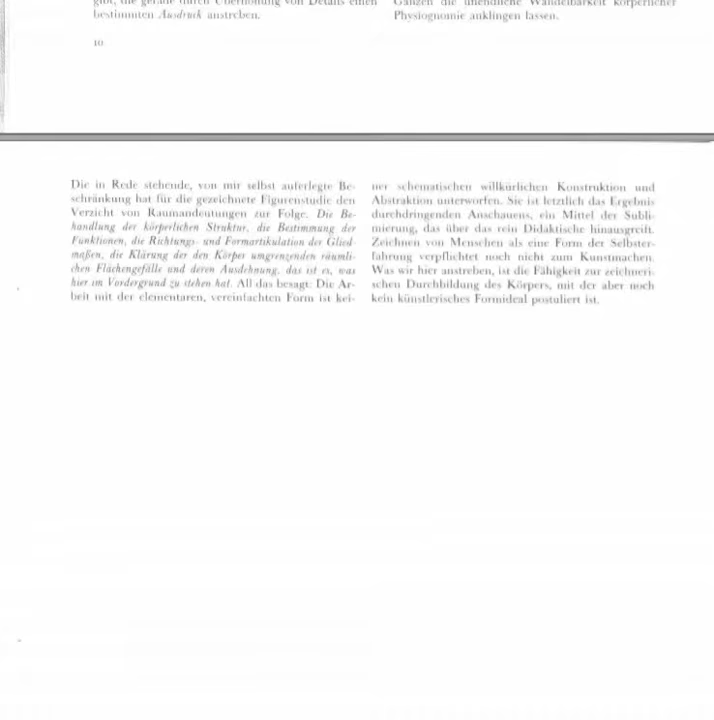 gibt, die gerade durch Überhöhung von Details einen
bestimmten Ausdruck anstreben.
Ganzen die unendliche Wandelbarkeit körperlicher
Physiognomie anklingen lassen.
10
Die in Rede stehende, von mir selbst auferlegte Be-
schränkung hat für die gezeichnete Figurenstudie den
Verzicht von Raumandeutungen zur Folge. Die Be-
handlung der körperlichen Struktur, die Bestimmung der
Funktionen, die Richtungs- und Formartikulation der Glied-
maßen, die Klärung der den Körper umgrenzenden räumli-
chen Flächengefälle und deren Ausdehnung, das ist es, was
hier im Vordergrund zu stehen hat. All das besagt: Die Ar-
beit mit der elementaren, vereinfachten Form ist kei-
ner schematischen willkürlichen Konstruktion und
Abstraktion unterworfen. Sie ist letztlich das Ergebnis
durchdringenden Anschauens, ein Mittel der Subli-
mierung, das über das rein Didaktische hinausgreift.
Zeichnen von Menschen als eine Form der Selbster-
fahrung verpflichtet noch nicht zum Kunstmachen.
Was wir hier anstreben, ist die Fähigkeit zur zeichneri-
schen Durchbildung des Körpers, mit der aber noch
kein künstlerisches Formideal postuliert ist.